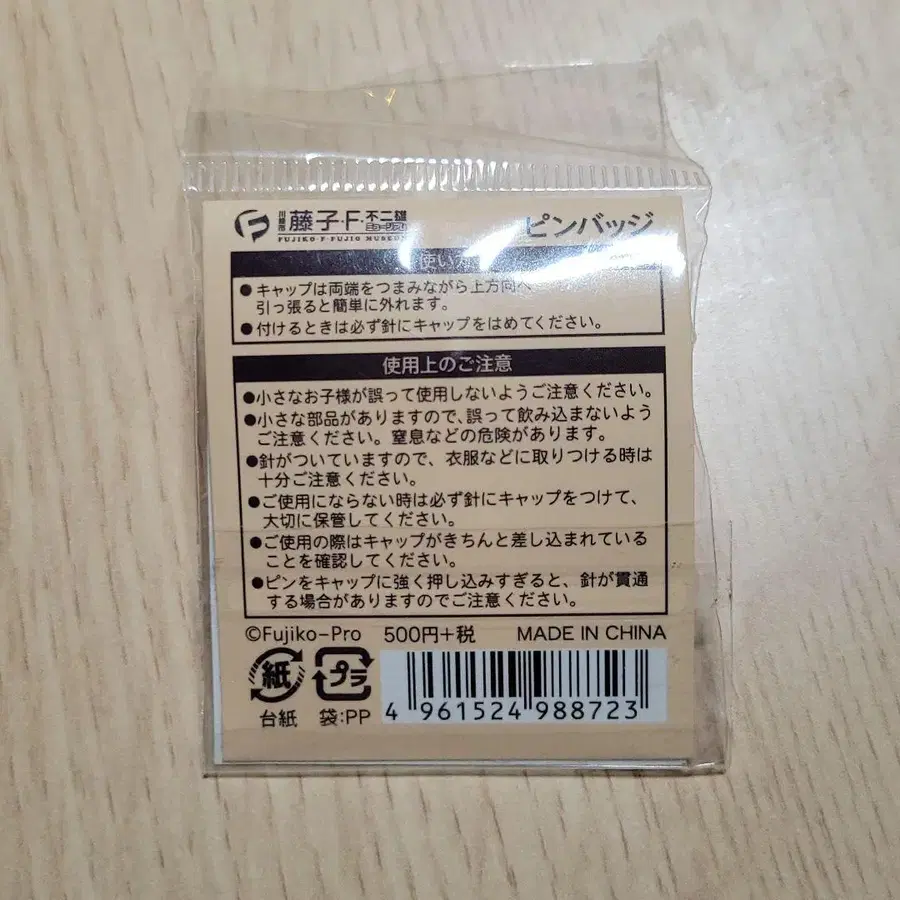 川崎市 藤子・F・不二雄 ミュージアム ピンバッジ
FUJIKO・F・FUJIO MUSEUM
使い方
●キャップは両端をつまみながら上方向へ
引っ張ると簡単に外れます。
●付けるときは必ず針にキャップをはめてください。
使用上のご注意
●小さなお子様が誤って使用しないようご注意ください。
●小さな部品がありますので、誤って飲み込まないよう
ご注意ください。窒息などの危険があります。
●針がついていますので、衣服などに取りつける時は
十分ご注意ください。
●ご使用にならない時は必ず針にキャップをつけて、
大切に保管してください。
●ご使用の際はキャップがきちんと差し込まれている
ことを確認してください。
●ピンをキャップに強く押し込みすぎると、針が貫通
する場合がありますのでご注意ください。
©Fujiko-Pro 500円+税 MADE IN CHINA
紙 プラ
台紙 袋:PP 4 961524 988723